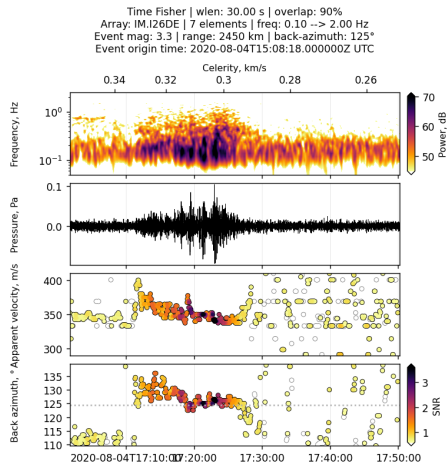 Time Fisher | wlen: 30.00 s | overlap: 90%
Array: IM.I26DE | 7 elements | freq: 0.10 --> 2.00 Hz
Event mag: 3.3 | range: 2450 km | back-azimuth: 125°
Event origin time: 2020-08-04T15:08:18.000000Z UTC
Celerity, km/s
0.34 0.32 0.3 0.28 0.26
Frequency, Hz
10⁰
10⁻¹
70
60
50
Power, dB
Pressure, Pa
0.1
0.0
Apparent velocity, m/s
400
350
300
Back azimuth, °
135
130
125
120
115
110
3
2
1
SNR
2020-08-04T17:10:00 17:20:00 17:30:00 17:40:00 17:50:00